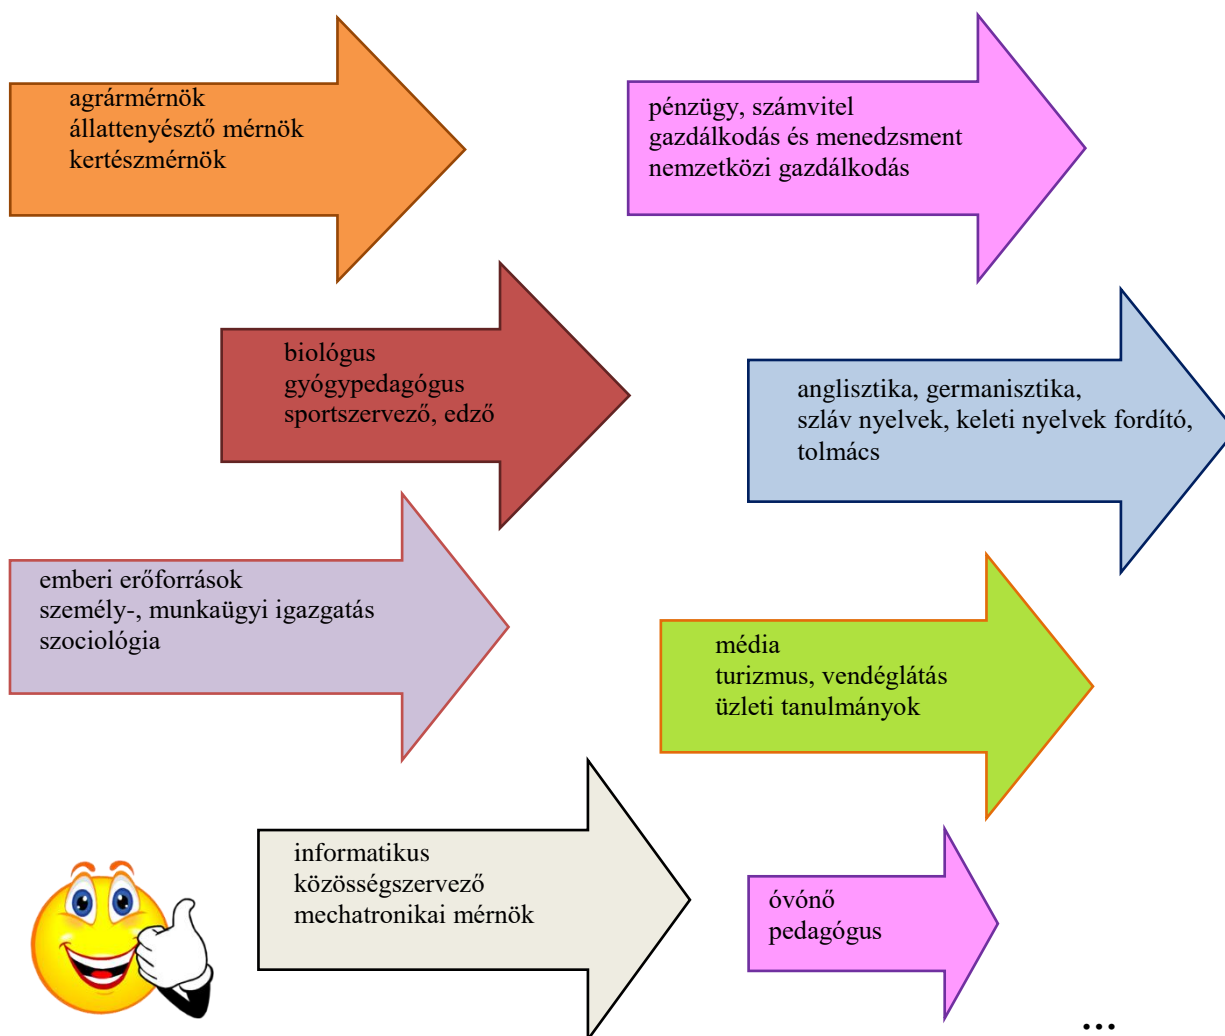 agrármérnök
állattenyésztő mérnök
kertészmérnök
pénzügy, számvitel
gazdálkodás és menedzsment
nemzetközi gazdálkodás
biológus
gyógypedagógus
sportszervező, edző
anglisztika, germanisztika,
szláv nyelvek, keleti nyelvek fordító,
tolmács
emberi erőforrások
személy-, munkaügyi igazgatás
szociológia
média
turizmus, vendéglátás
üzleti tanulmányok
informatikus
közösségszervező
mechatronikai mérnök
óvónő
pedagógus
...